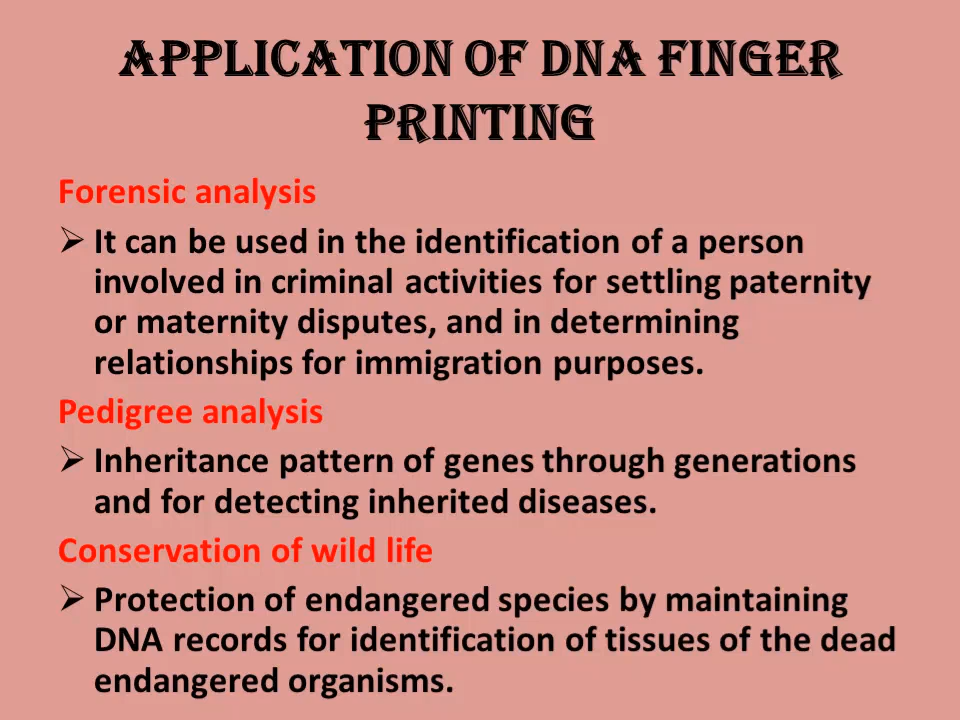 APPLICATION OF DNA FINGER
PRINTING
Forensic analysis
➢ It can be used in the identification of a person
involved in criminal activities for settling paternity
or maternity disputes, and in determining
relationships for immigration purposes.
Pedigree analysis
➢ Inheritance pattern of genes through generations
and for detecting inherited diseases.
Conservation of wild life
➢ Protection of endangered species by maintaining
DNA records for identification of tissues of the dead
endangered organisms.